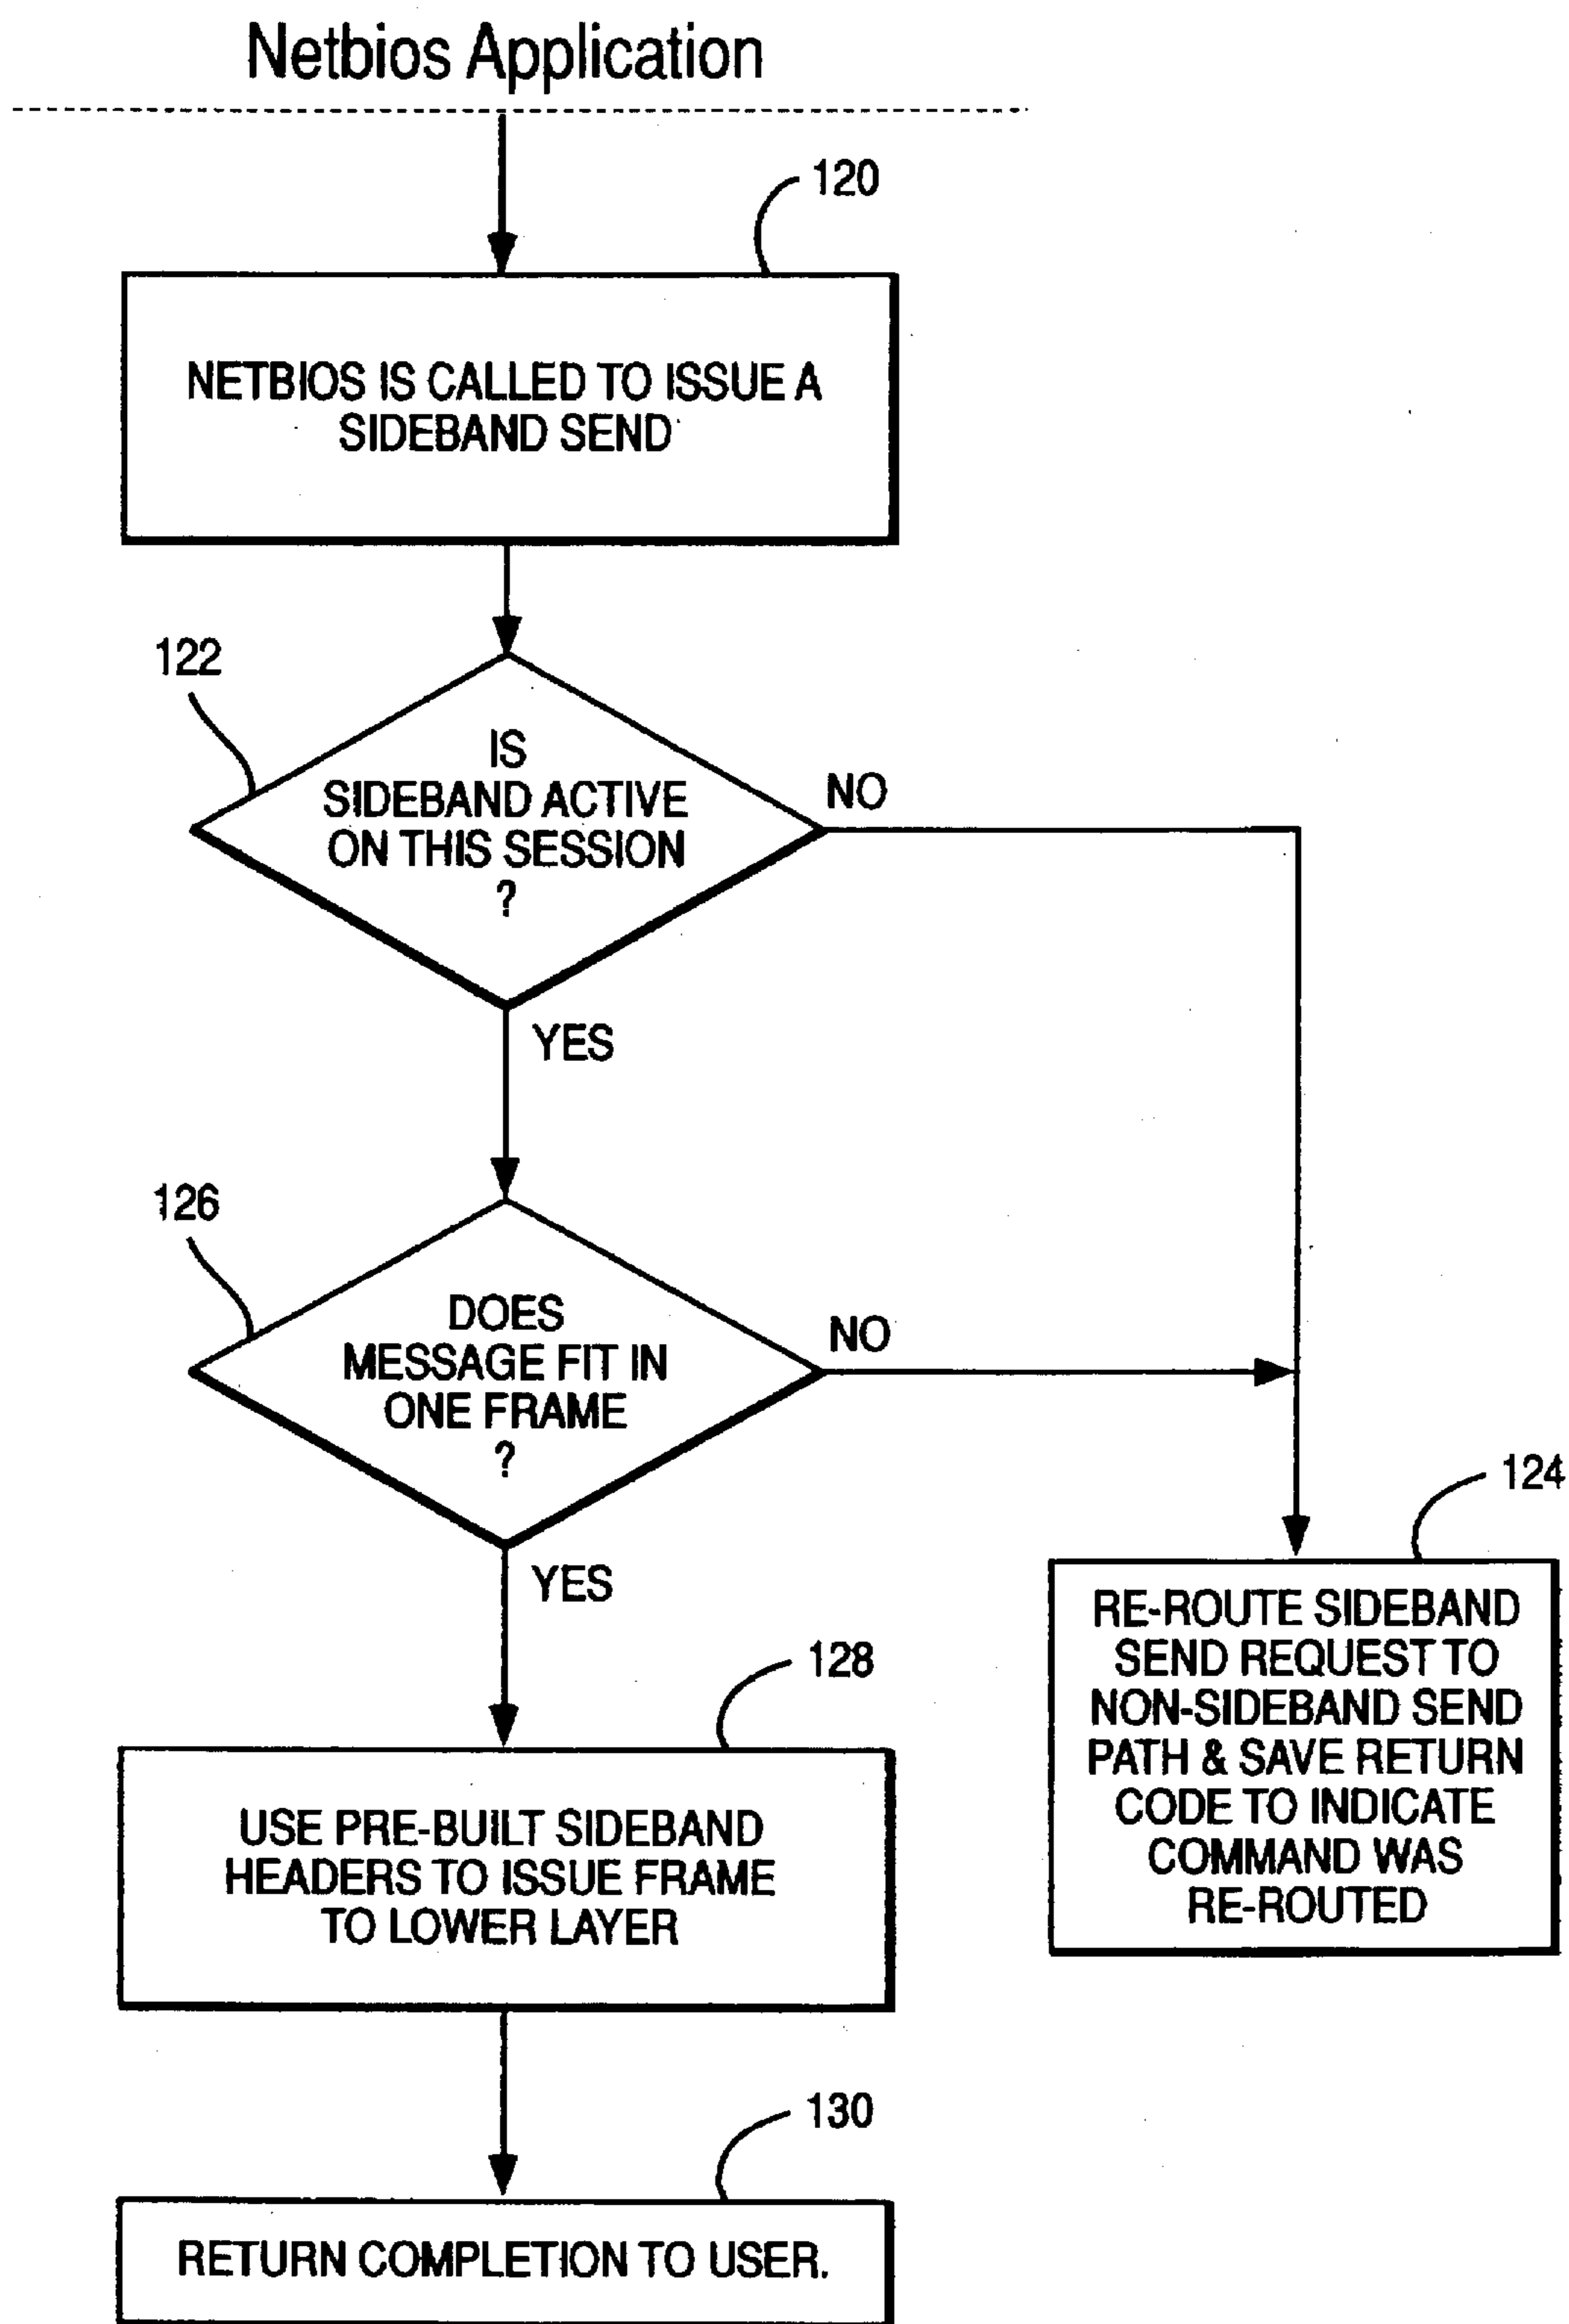 Netbios Application
120
NETBIOS IS CALLED TO ISSUE A
SIDEBAND SEND
122
IS
SIDEBAND ACTIVE
ON THIS SESSION
?
NO
YES
126
DOES
MESSAGE FIT IN
ONE FRAME
?
NO
YES
124
RE-ROUTE SIDEBAND
SEND REQUEST TO
NON-SIDEBAND SEND
PATH & SAVE RETURN
CODE TO INDICATE
COMMAND WAS
RE-ROUTED
128
USE PRE-BUILT SIDEBAND
HEADERS TO ISSUE FRAME
TO LOWER LAYER
130
RETURN COMPLETION TO USER.